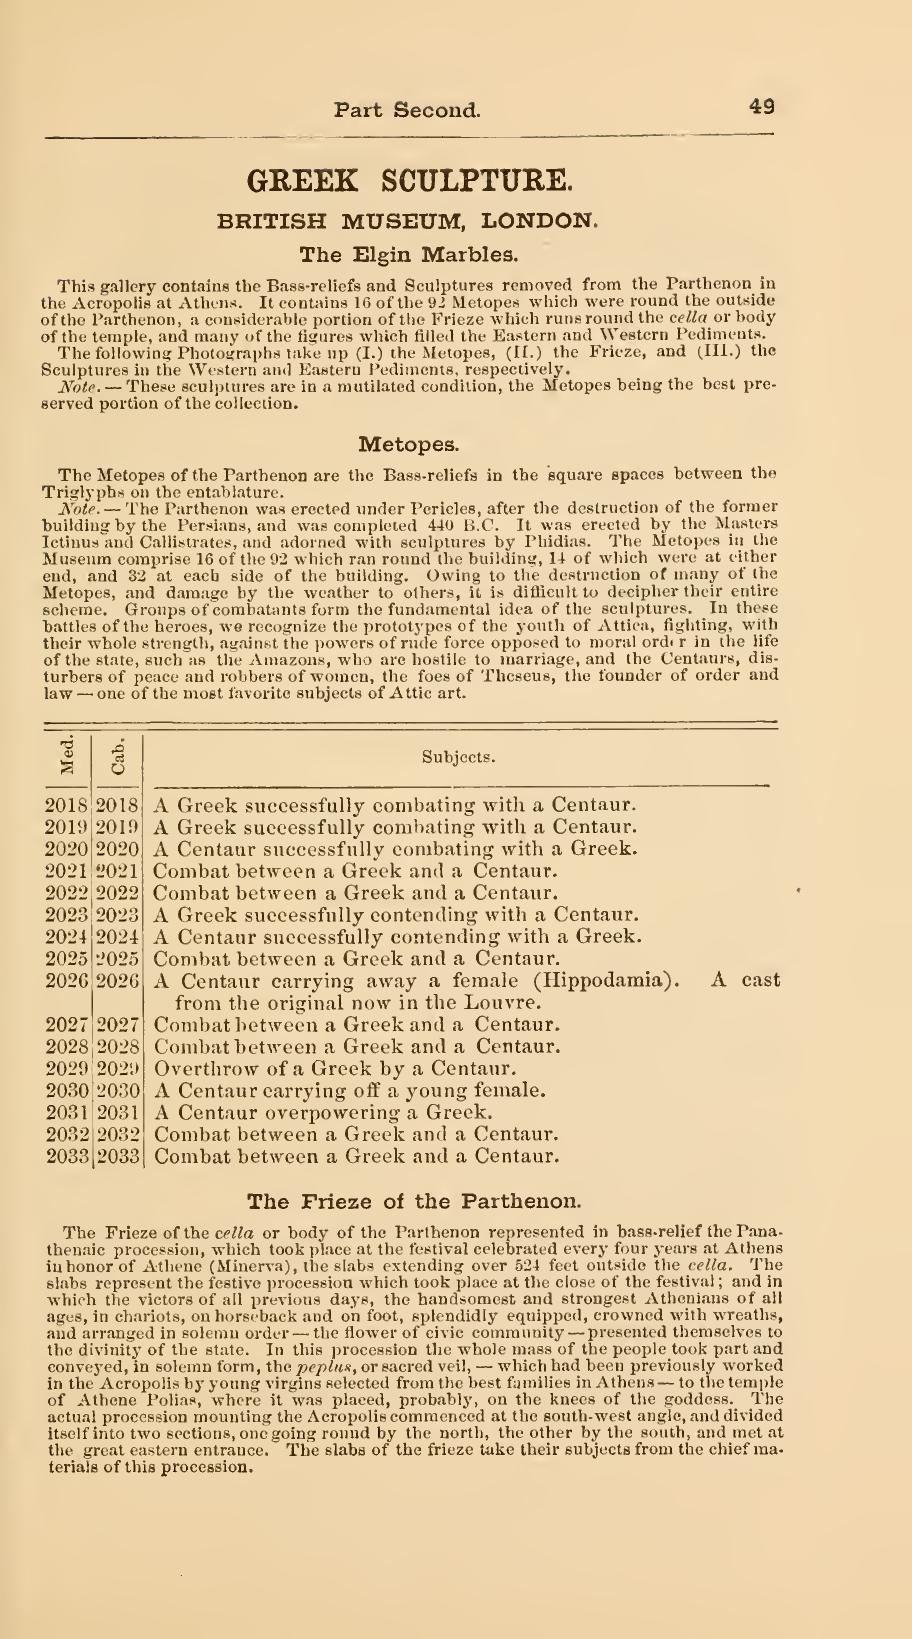 Part Second.
49
GREEK SCULPTURE.
BRITISH MUSEUM, LONDON.
The Elgin Marbles.
This gallery contains the Bass-reliefs and Sculptures removed from the Parthenon in
the Acropolis at Athens. It contains 16 of the 92 Metopes which were round the outside
of the Parthenon, a considerable portion of the Frieze which runs round the cella or body
of the temple, and many of the figures which filled the Eastern and Western Pediments.
The following Photographs take up (I.) the Metopes, (II.) the Frieze, and (III.) the
Sculptures in the Western and Eastern Pediments, respectively.
Note. — These sculptures are in a mutilated condition, the Metopes being the best pre-
served portion of the collection.
Metopes.
The Metopes of the Parthenon are the Bass-reliefs in the square spaces between the
Triglyphs on the entablature.
Note. — The Parthenon was erected under Pericles, after the destruction of the former
building by the Persians, and was completed 440 B.C. It was erected by the Masters
Ictinus and Callistrates, and adorned with sculptures by Phidias. The Metopes in the
Museum comprise 16 of the 92 which ran round the building, 14 of which were at either
end, and 32 at each side of the building. Owing to the destruction of many of the
Metopes, and damage by the weather to others, it is difficult to decipher their entire
scheme. Groups of combatants form the fundamental idea of the sculptures. In these
battles of the heroes, we recognize the prototypes of the youth of Attica, fighting, with
their whole strength, against the powers of rude force opposed to moral order in the life
of the state, such as the Amazons, who are hostile to marriage, and the Centaurs, dis-
turbers of peace and robbers of women, the foes of Theseus, the founder of order and
law — one of the most favorite subjects of Attic art.
Med. Cab. Subjects.
2018 2018 A Greek successfully combating with a Centaur.
2019 2019 A Greek successfully combating with a Centaur.
2020 2020 A Centaur successfully combating with a Greek.
2021 2021 Combat between a Greek and a Centaur.
2022 2022 Combat between a Greek and a Centaur.
2023 2023 A Greek successfully contending with a Centaur.
2024 2024 A Centaur successfully contending with a Greek.
2025 2025 Combat between a Greek and a Centaur.
2026 2026 A Centaur carrying away a female (Hippodamia). A cast
from the original now in the Louvre.
2027 2027 Combat between a Greek and a Centaur.
2028 2028 Combat between a Greek and a Centaur.
2029 2029 Overthrow of a Greek by a Centaur.
2030 2030 A Centaur carrying off a young female.
2031 2031 A Centaur overpowering a Greek.
2032 2032 Combat between a Greek and a Centaur.
2033 2033 Combat between a Greek and a Centaur.
The Frieze of the Parthenon.
The Frieze of the cella or body of the Parthenon represented in bass-relief the Pana-
thenaic procession, which took place at the festival celebrated every four years at Athens
in honor of Athene (Minerva), the slabs extending over 524 feet outside the cella. The
slabs represent the festive procession which took place at the close of the festival; and in
which the victors of all previous days, the handsomest and strongest Athenians of all
ages, in chariots, on horseback and on foot, splendidly equipped, crowned with wreaths,
and arranged in solemn order — the flower of civic community — presented themselves to
the divinity of the state. In this procession the whole mass of the people took part and
conveyed, in solemn form, the peplus, or sacred veil, — which had been previously worked
in the Acropolis by young virgins selected from the best families in Athens — to the temple
of Athene Polias, where it was placed, probably, on the knees of the goddess. The
actual procession mounting the Acropolis commenced at the south-west angle, and divided
itself into two sections, one going round by the north, the other by the south, and met at
the great eastern entrance. The slabs of the frieze take their subjects from the chief ma-
terials of this procession.